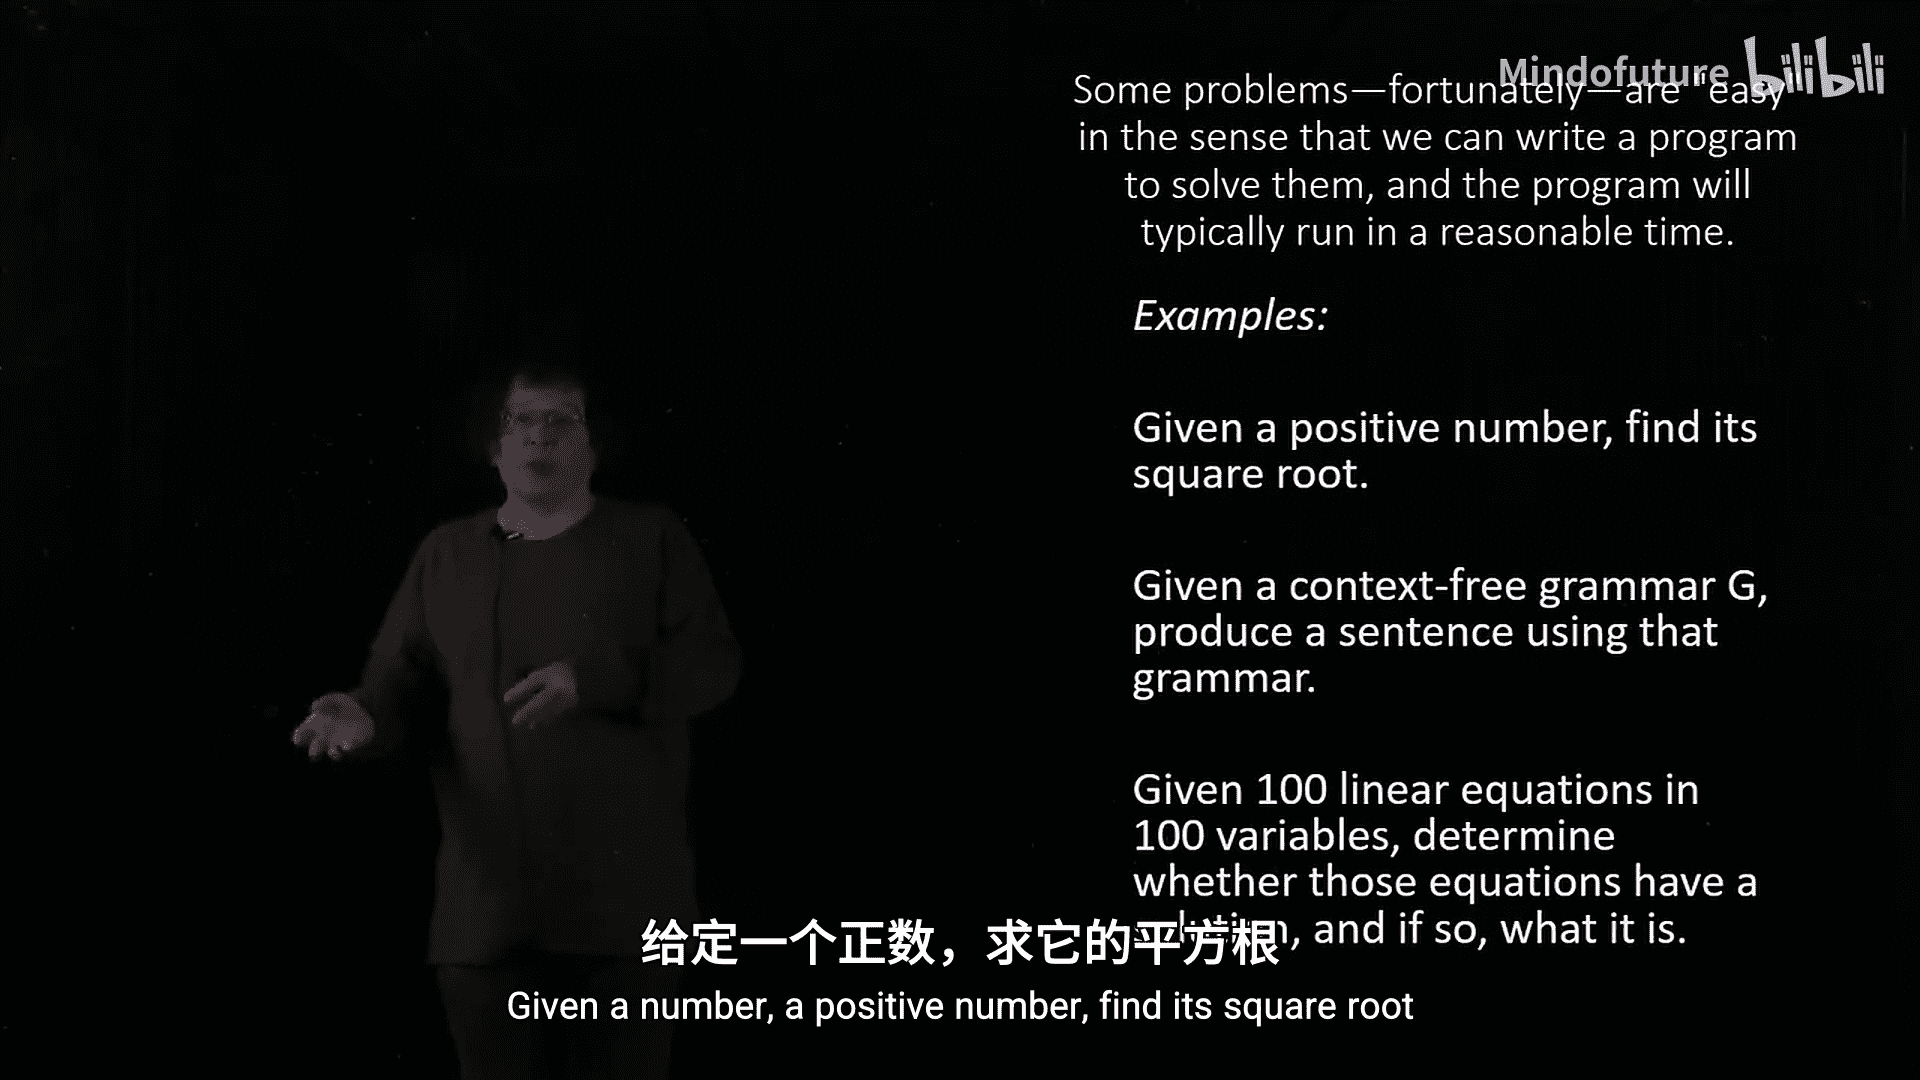 Mindofuture bilibili
Some problems—fortunately—are "easy"
in the sense that we can write a program
to solve them, and the program will
typically run in a reasonable time.
Examples:
Given a positive number, find its
square root.
Given a context-free grammar G,
produce a sentence using that
grammar.
Given 100 linear equations in
100 variables, determine
whether those equations have a
, and if so, what it is.
给定一个正数，求它的平方根
Given a number, a positive number, find its square root